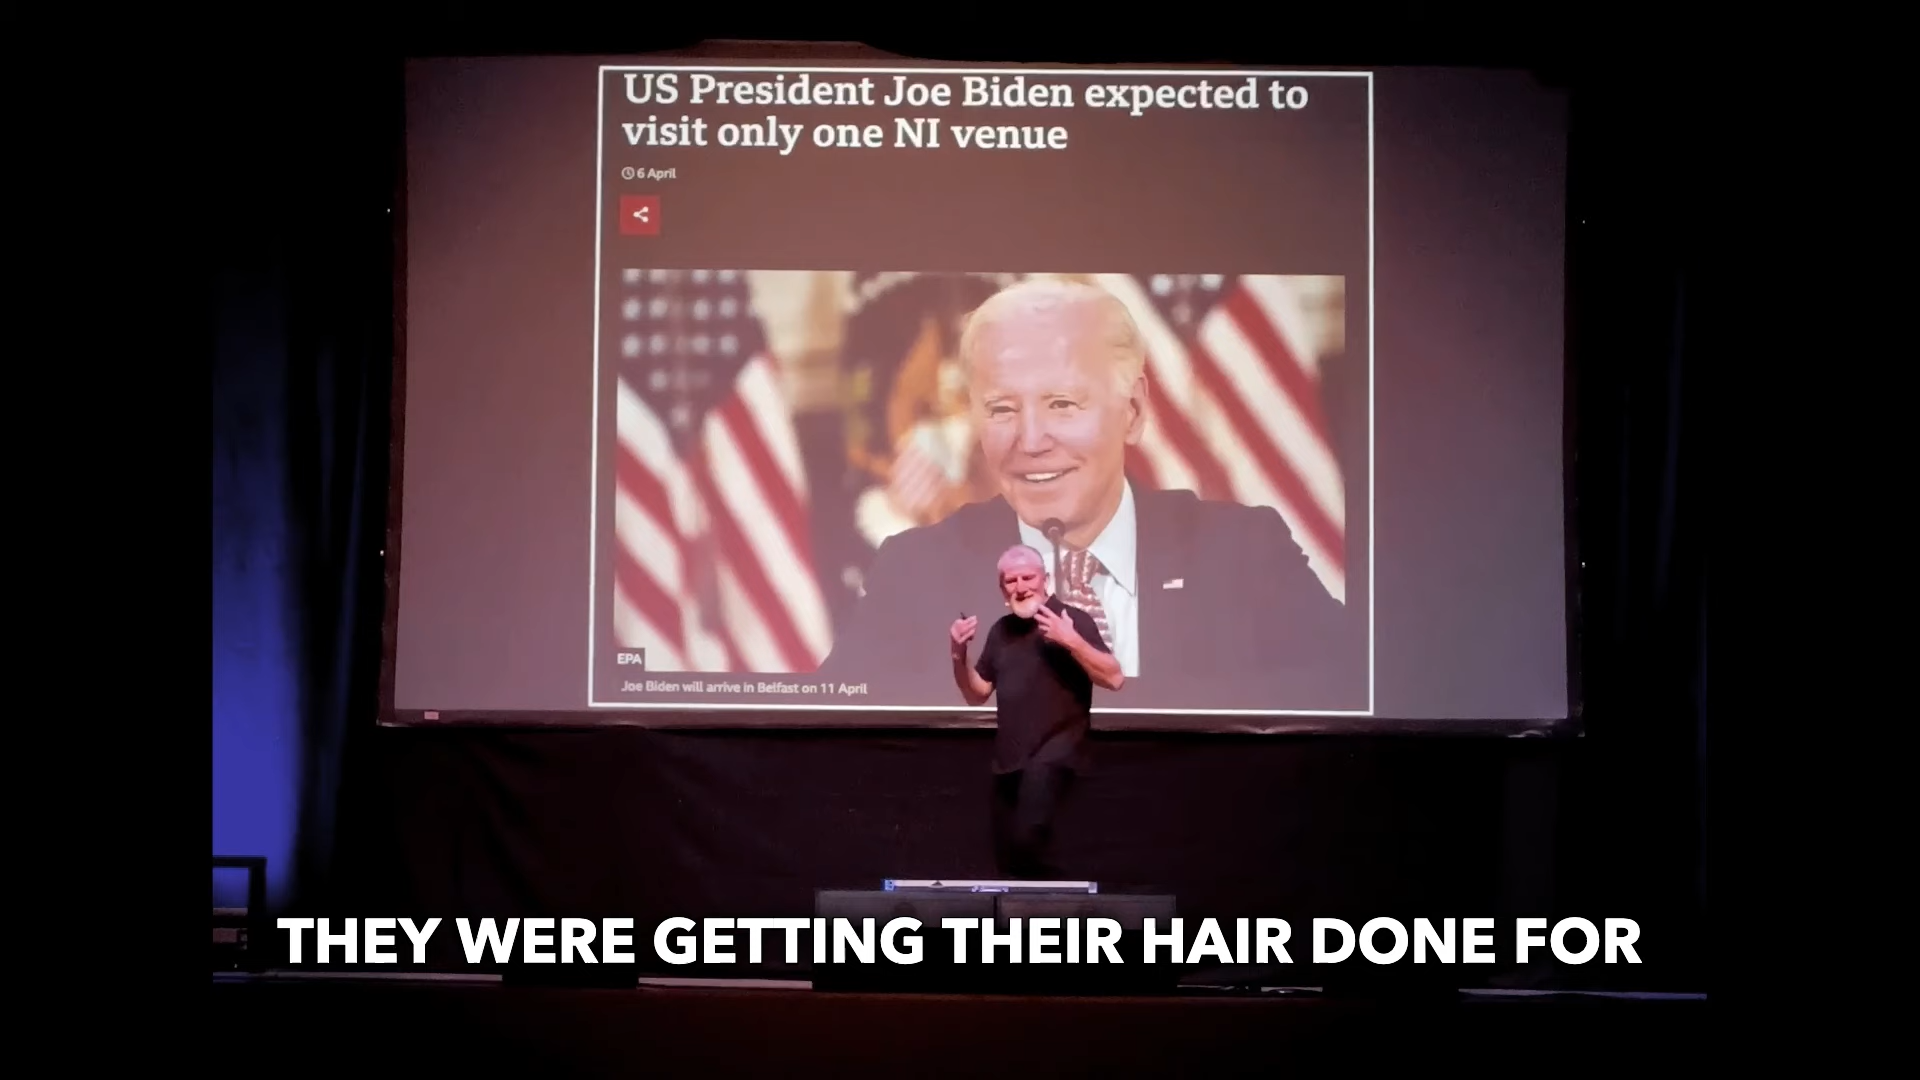 US President Joe Biden expected to
visit only one NI venue
6 April
EPA
Joe Biden will arrive in Belfast on 11 April
THEY WERE GETTING THEIR HAIR DONE FOR